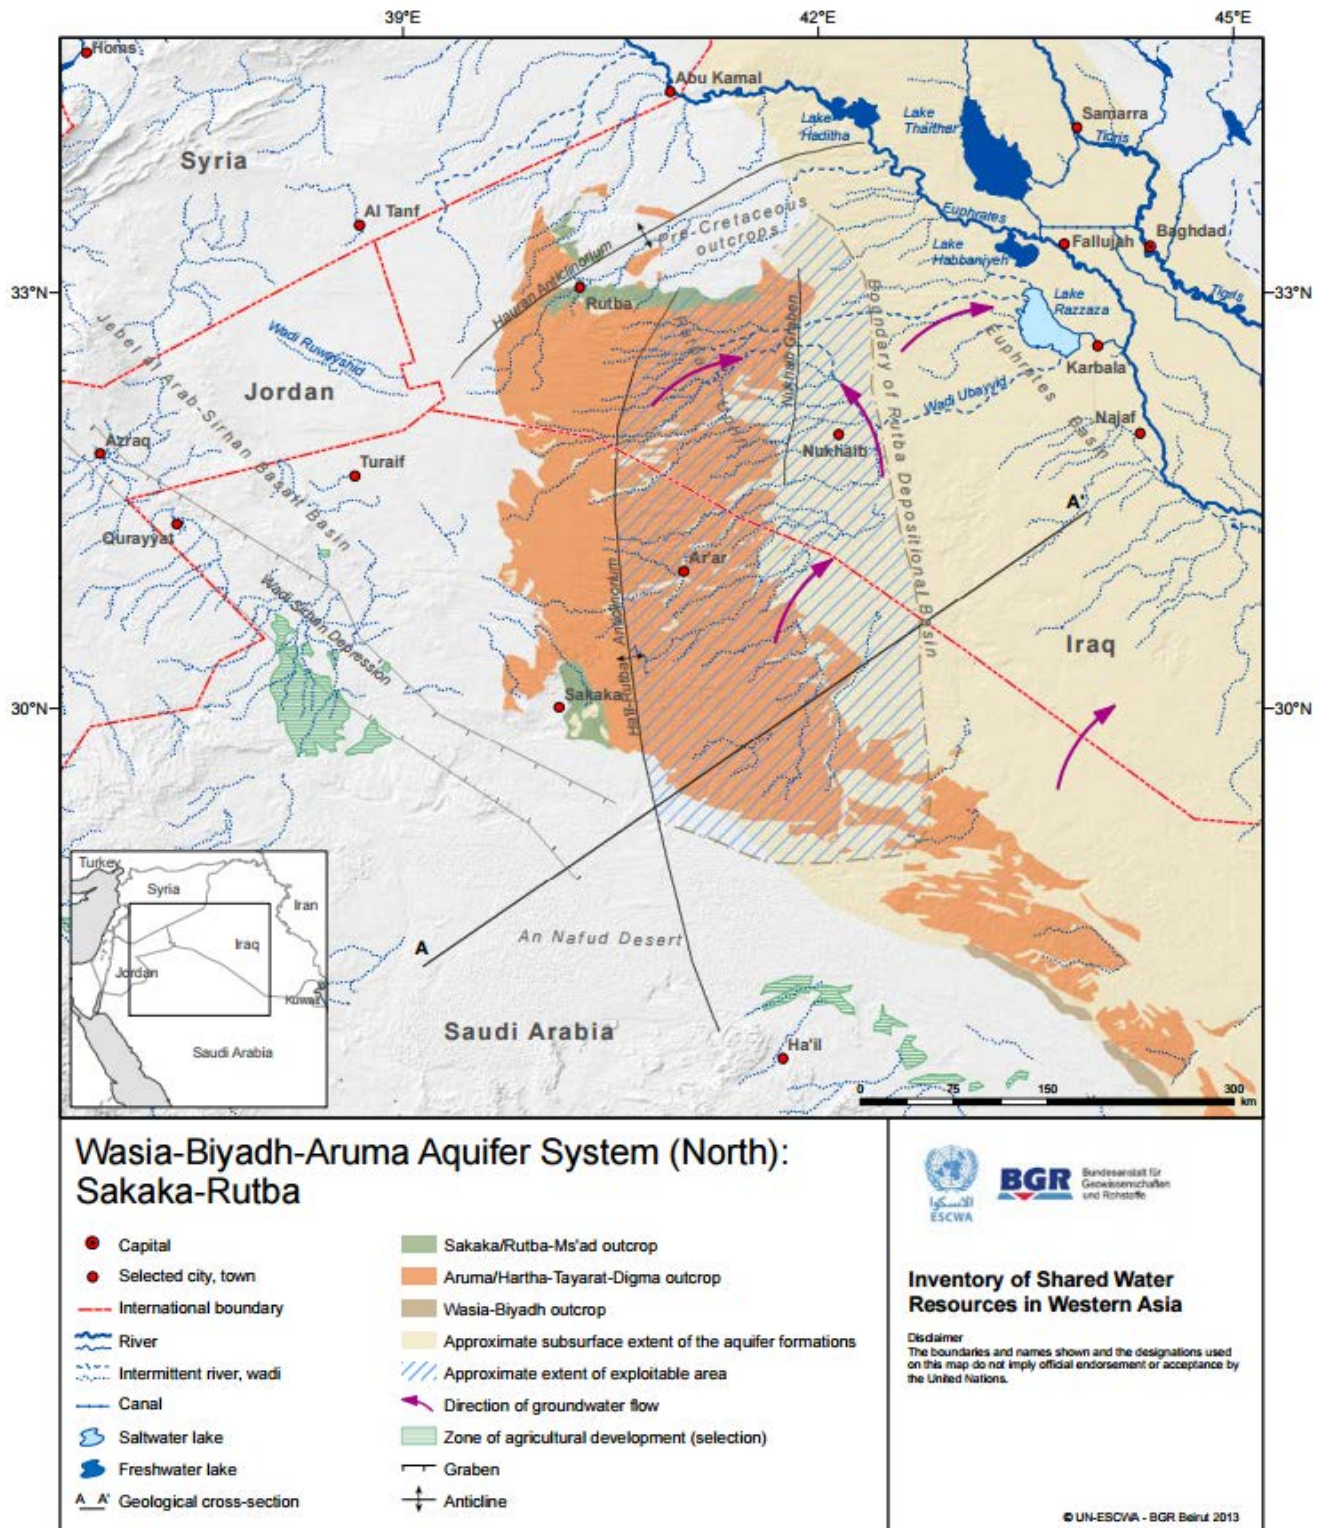 39°E
42°E
45°E
Homs
Abu Kamal
Samarra
Lake
Haditha
Lake
Tharthar
Tigris
Syria
Al Tanf
Pre-Cretaceous
outcrops
Euphrates
Fallujah
Baghdad
Lake
Habbaniyeh
33°N
33°N
Hauran Anticlinorium
Rutba
Lake
Razzaza
Tigris
Jebel al Arab-Sirhan Basalt Basin
Wadi Ruwayshid
Jordan
Rutba Uplift
Nukhaib Graben
Boundary of Rutba Depositional Basin
Euphrates Basin
Karbala
Wadi Ubayyid
Azraq
Turaif
Nukhaib
Najaf
Qurayyat
A'
Ar'ar
Wadi Sirhan Depression
Ha'il-Rutba Anticlinorium
Iraq
30°N
Sakaka
30°N
Turkey
Syria
Iran
Iraq
Jordan
Kuwait
Saudi Arabia
A
An Nafud Desert
Saudi Arabia
Ha'il
0 75 150 300
km
Wasia-Biyadh-Aruma Aquifer System (North):
Sakaka-Rutba
Capital
Selected city, town
International boundary
River
Intermittent river, wadi
Canal
Saltwater lake
Freshwater lake
A A' Geological cross-section
Sakaka/Rutba-Ms'ad outcrop
Aruma/Hartha-Tayarat-Digma outcrop
Wasia-Biyadh outcrop
Approximate subsurface extent of the aquifer formations
Approximate extent of exploitable area
Direction of groundwater flow
Zone of agricultural development (selection)
Graben
Anticline
الإسكوا
ESCWA
BGR
Bundesanstalt für
Geowissenschaften
und Rohstoffe
Inventory of Shared Water
Resources in Western Asia
Disclaimer
The boundaries and names shown and the designations used
on this map do not imply official endorsement or acceptance by
the United Nations.
© UN-ESCWA - BGR Beirut 2013